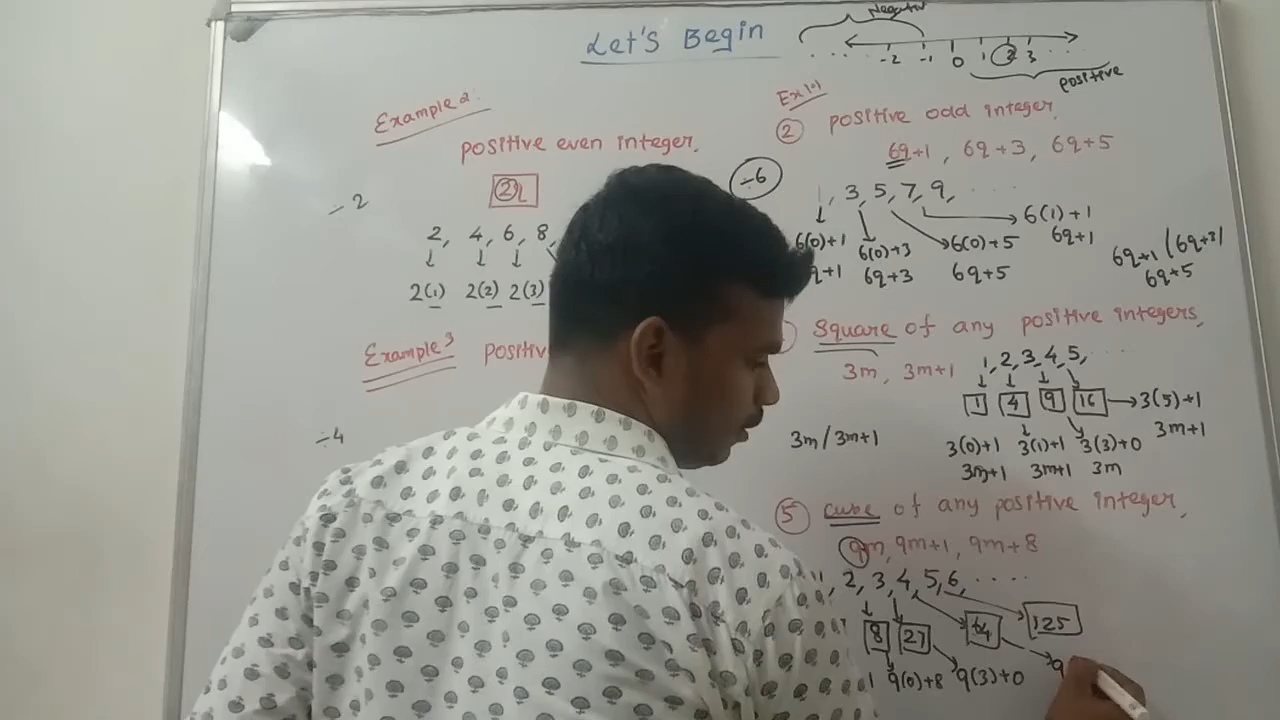 Let's Begin
Negative
-2 -1 0 1 2 3
positive
Example 2.
positive even integer.
2q
÷2
2, 4, 6, 8,
2(1) 2(2) 2(3)
Example 3
÷4
Ex 1.1
② positive odd integer.
6q+1, 6q+3, 6q+5
÷6
1, 3, 5, 7, 9, .....
6(1)+1
6(0)+1 6(0)+3 6(0)+5 6q+1
q+1 6q+3 6q+5
6q+1 (6q+3)
6q+5
Square of any positive integers.
3m, 3m+1
1, 2, 3, 4, 5, ....
1 4 9 16 → 3(5)+1
3m/3m+1
3(0)+1 3(1)+1 3(3)+0 3m+1
3m+1 3m+1 3m
⑤ cube of any positive integer.
9m, 9m+1, 9m+8
1, 2, 3, 4, 5, 6, .....
8 27 64 125
1 9(0)+8 9(3)+0 9